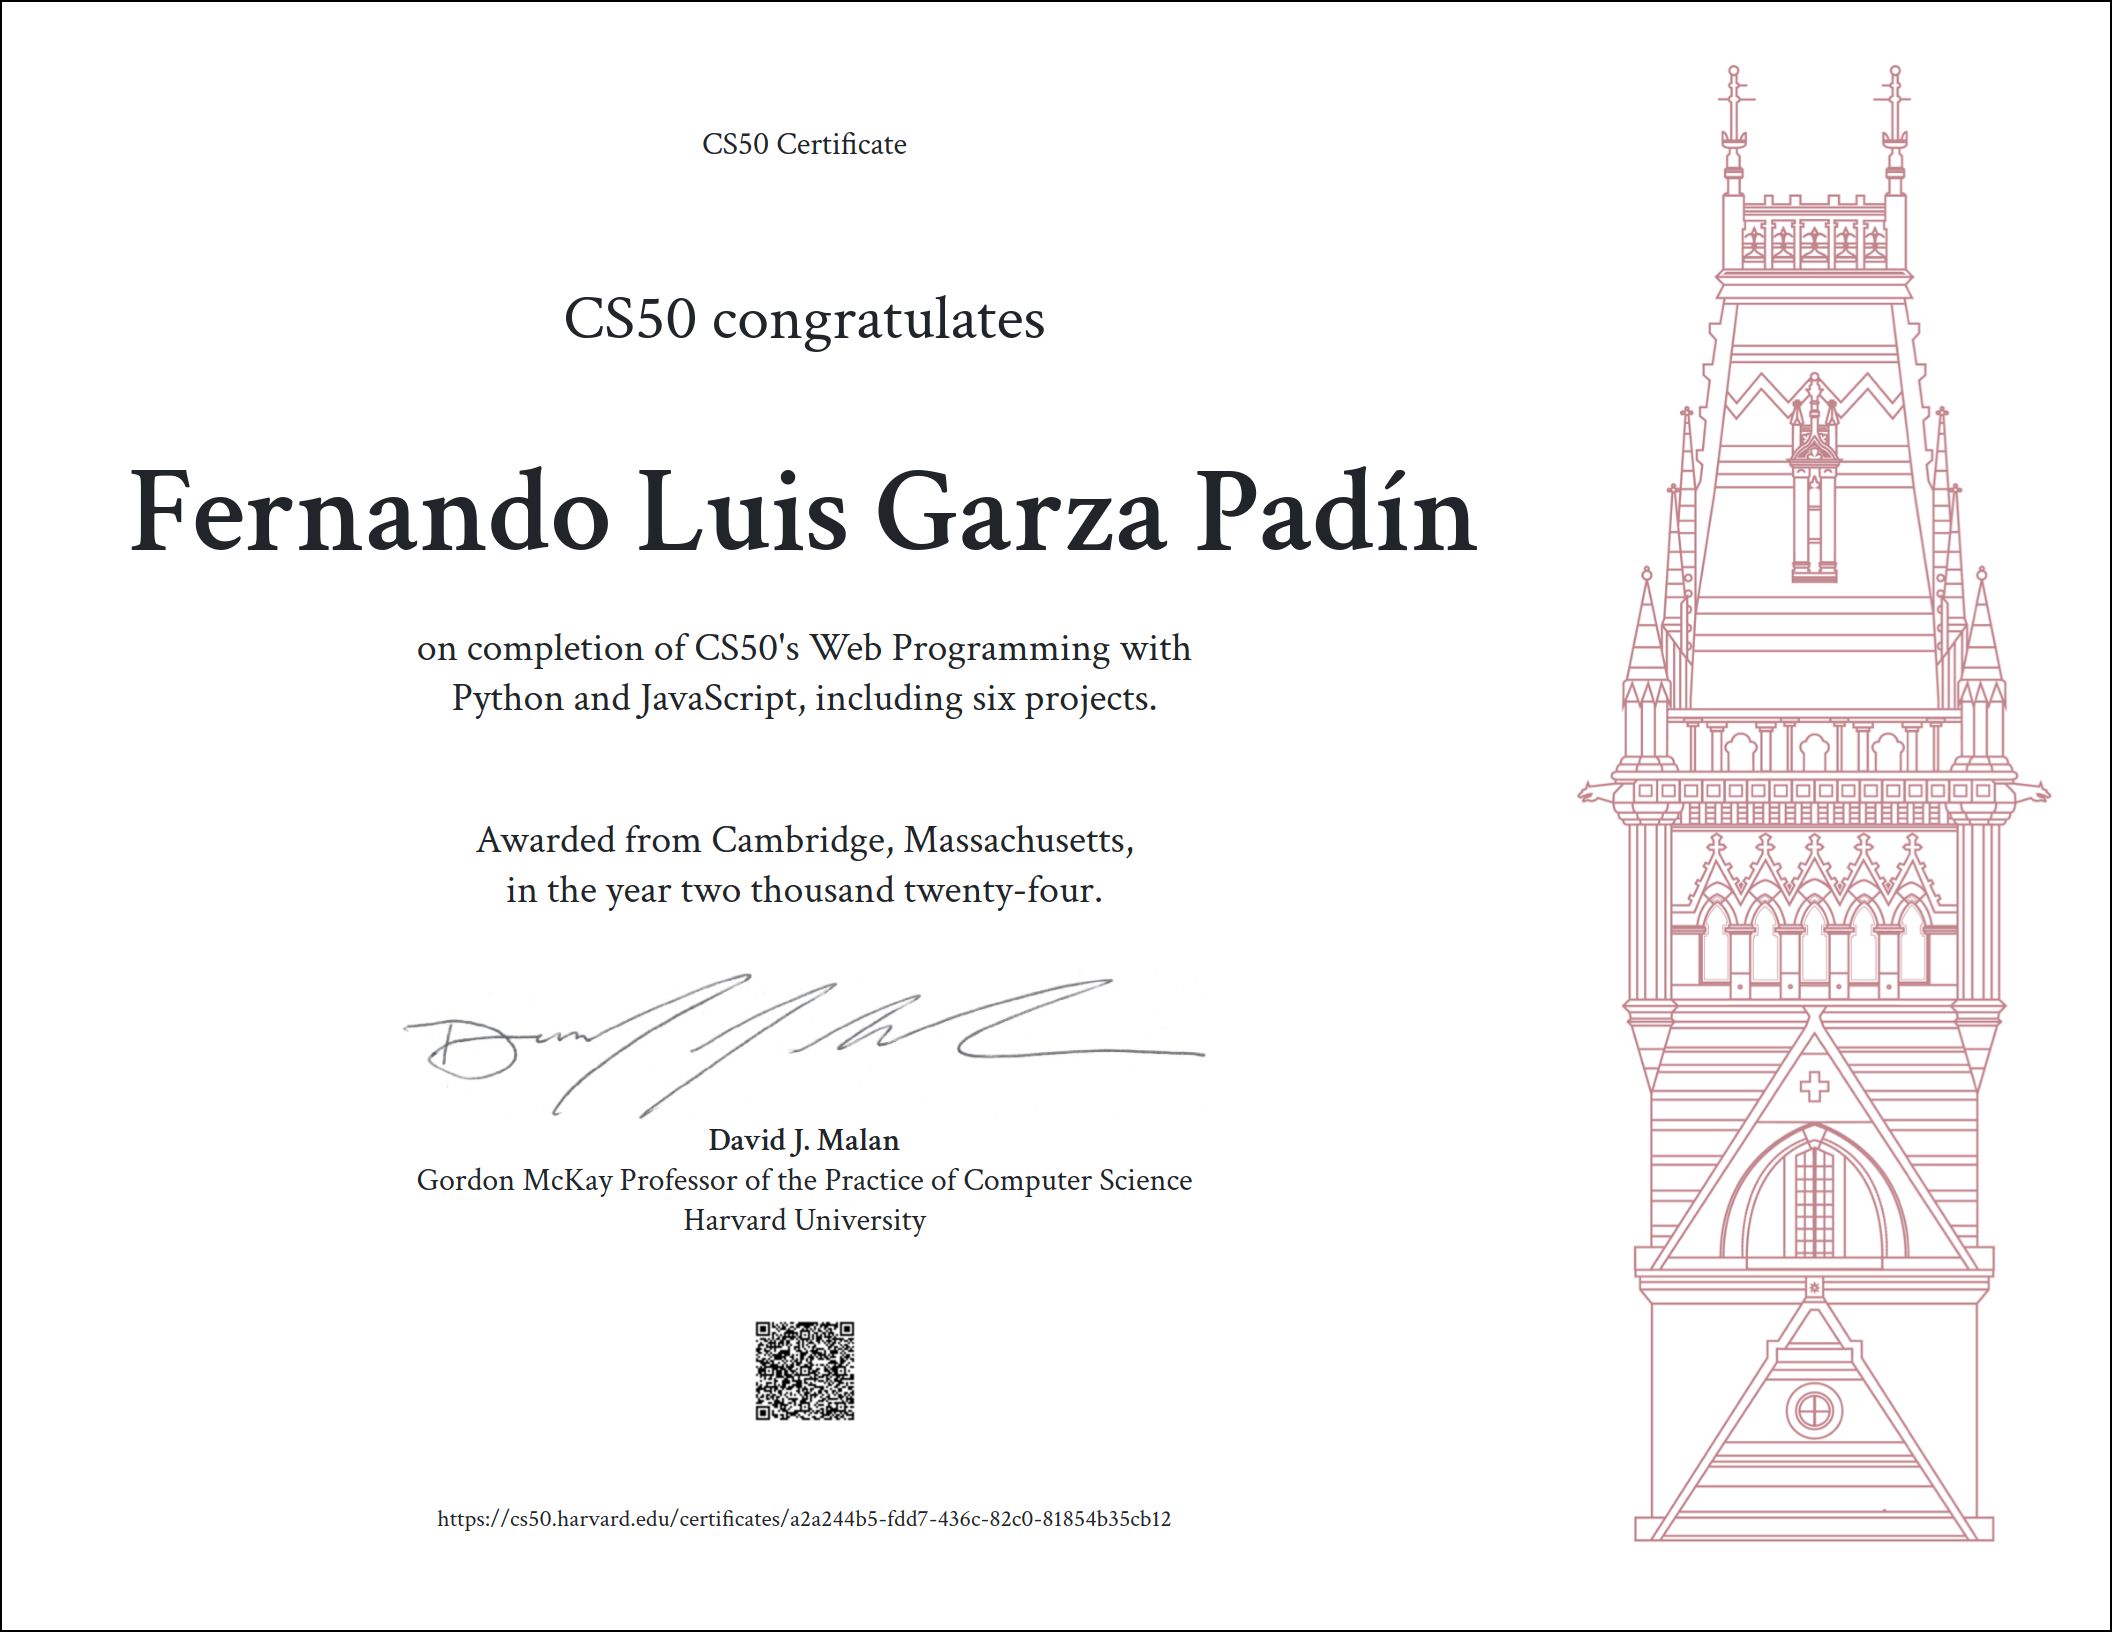 CS50 Certificate
CS50 congratulates
Fernando Luis Garza Padín
on completion of CS50's Web Programming with
Python and JavaScript, including six projects.
Awarded from Cambridge, Massachusetts,
in the year two thousand twenty-four.
David J. Malan
Gordon McKay Professor of the Practice of Computer Science
Harvard University
https://cs50.harvard.edu/certificates/a2a244b5-fdd7-436c-82c0-81854b35cb12